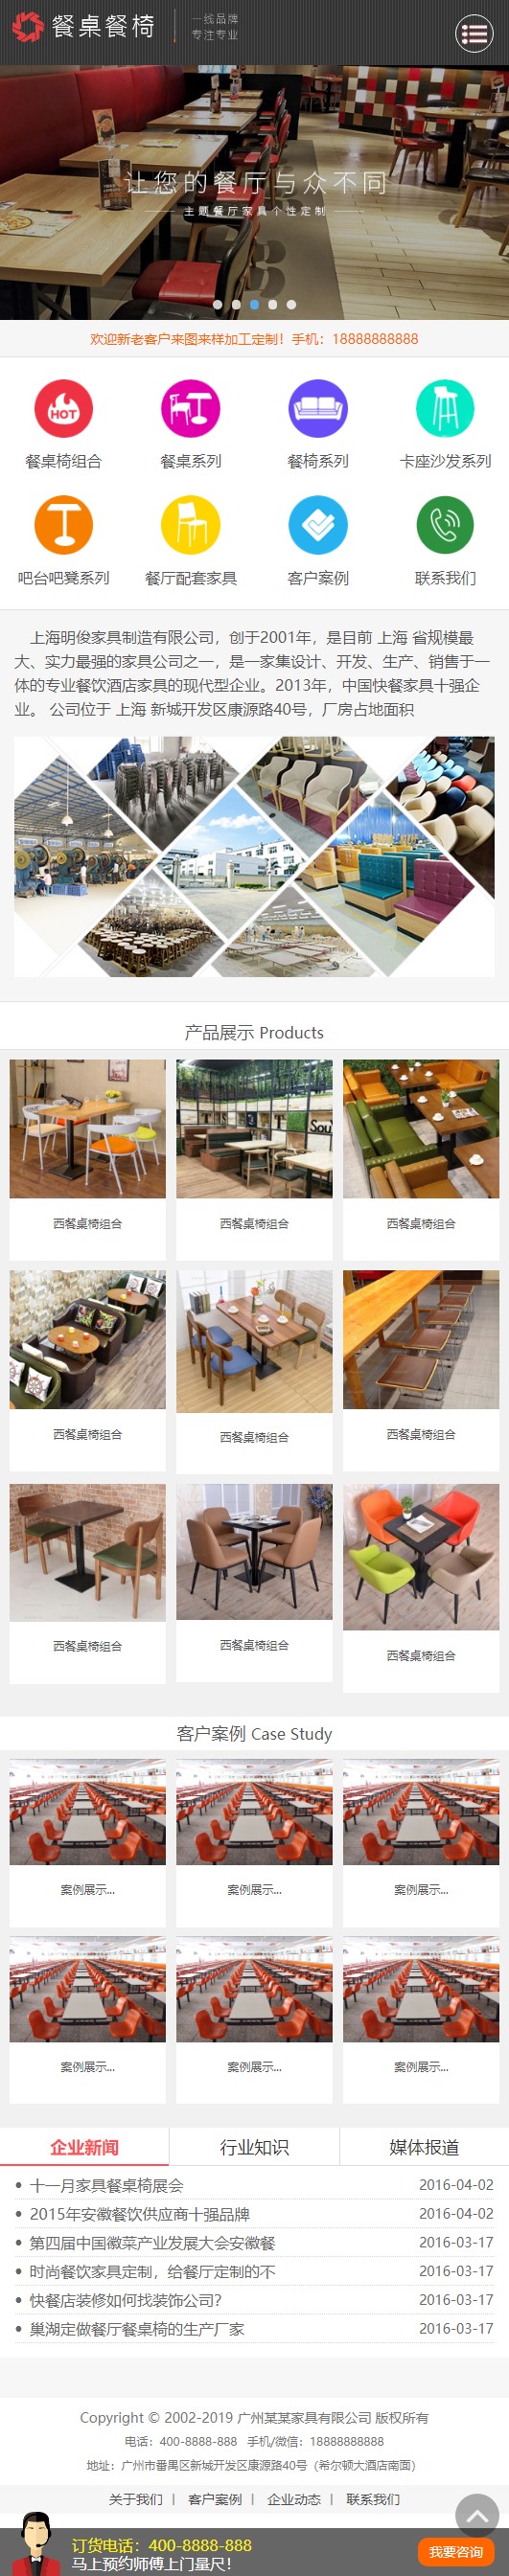 餐桌餐椅
一线品牌
专注专业
让您的餐厅与众不同
主题餐厅家具个性定制
欢迎新老客户来图来样加工定制！手机：18888888888
HOT
餐桌椅组合 餐桌系列 餐椅系列 卡座沙发系列
吧台吧凳系列 餐厅配套家具 客户案例 联系我们
上海明俊家具制造有限公司，创于2001年，是目前 上海 省规模最
大、实力最强的家具公司之一，是一家集设计、开发、生产、销售于一
体的专业餐饮酒店家具的现代型企业。2013年，中国快餐家具十强企
业。 公司位于 上海 新城开发区康源路40号，厂房占地面积
产品展示 Products
西餐桌椅组合 西餐桌椅组合 西餐桌椅组合
西餐桌椅组合 西餐桌椅组合 西餐桌椅组合
西餐桌椅组合 西餐桌椅组合 西餐桌椅组合
客户案例 Case Study
案例展示... 案例展示... 案例展示...
案例展示... 案例展示... 案例展示...
企业新闻 行业知识 媒体报道
• 十一月家具餐桌椅展会 2016-04-02
• 2015年安徽餐饮供应商十强品牌 2016-04-02
• 第四届中国徽菜产业发展大会安徽餐 2016-03-17
• 时尚餐饮家具定制，给餐厅定制的不 2016-03-17
• 快餐店装修如何找装饰公司？ 2016-03-17
• 巢湖定做餐厅餐桌椅的生产厂家 2016-03-17
Copyright © 2002-2019 广州某某家具有限公司 版权所有
电话：400-8888-888 手机/微信：18888888888
地址：广州市番禺区新城开发区康源路40号（希尔顿大酒店南面）
关于我们 | 客户案例 | 企业动态 | 联系我们
订货电话：400-8888-888
马上预约师傅上门量尺！
我要咨询